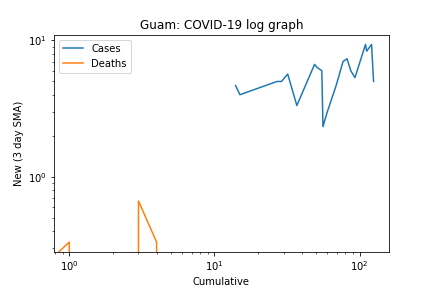 Guam: COVID-19 log graph
Cases
Deaths
New (3 day SMA)
10¹
10⁰
10⁰ 10¹ 10²
Cumulative